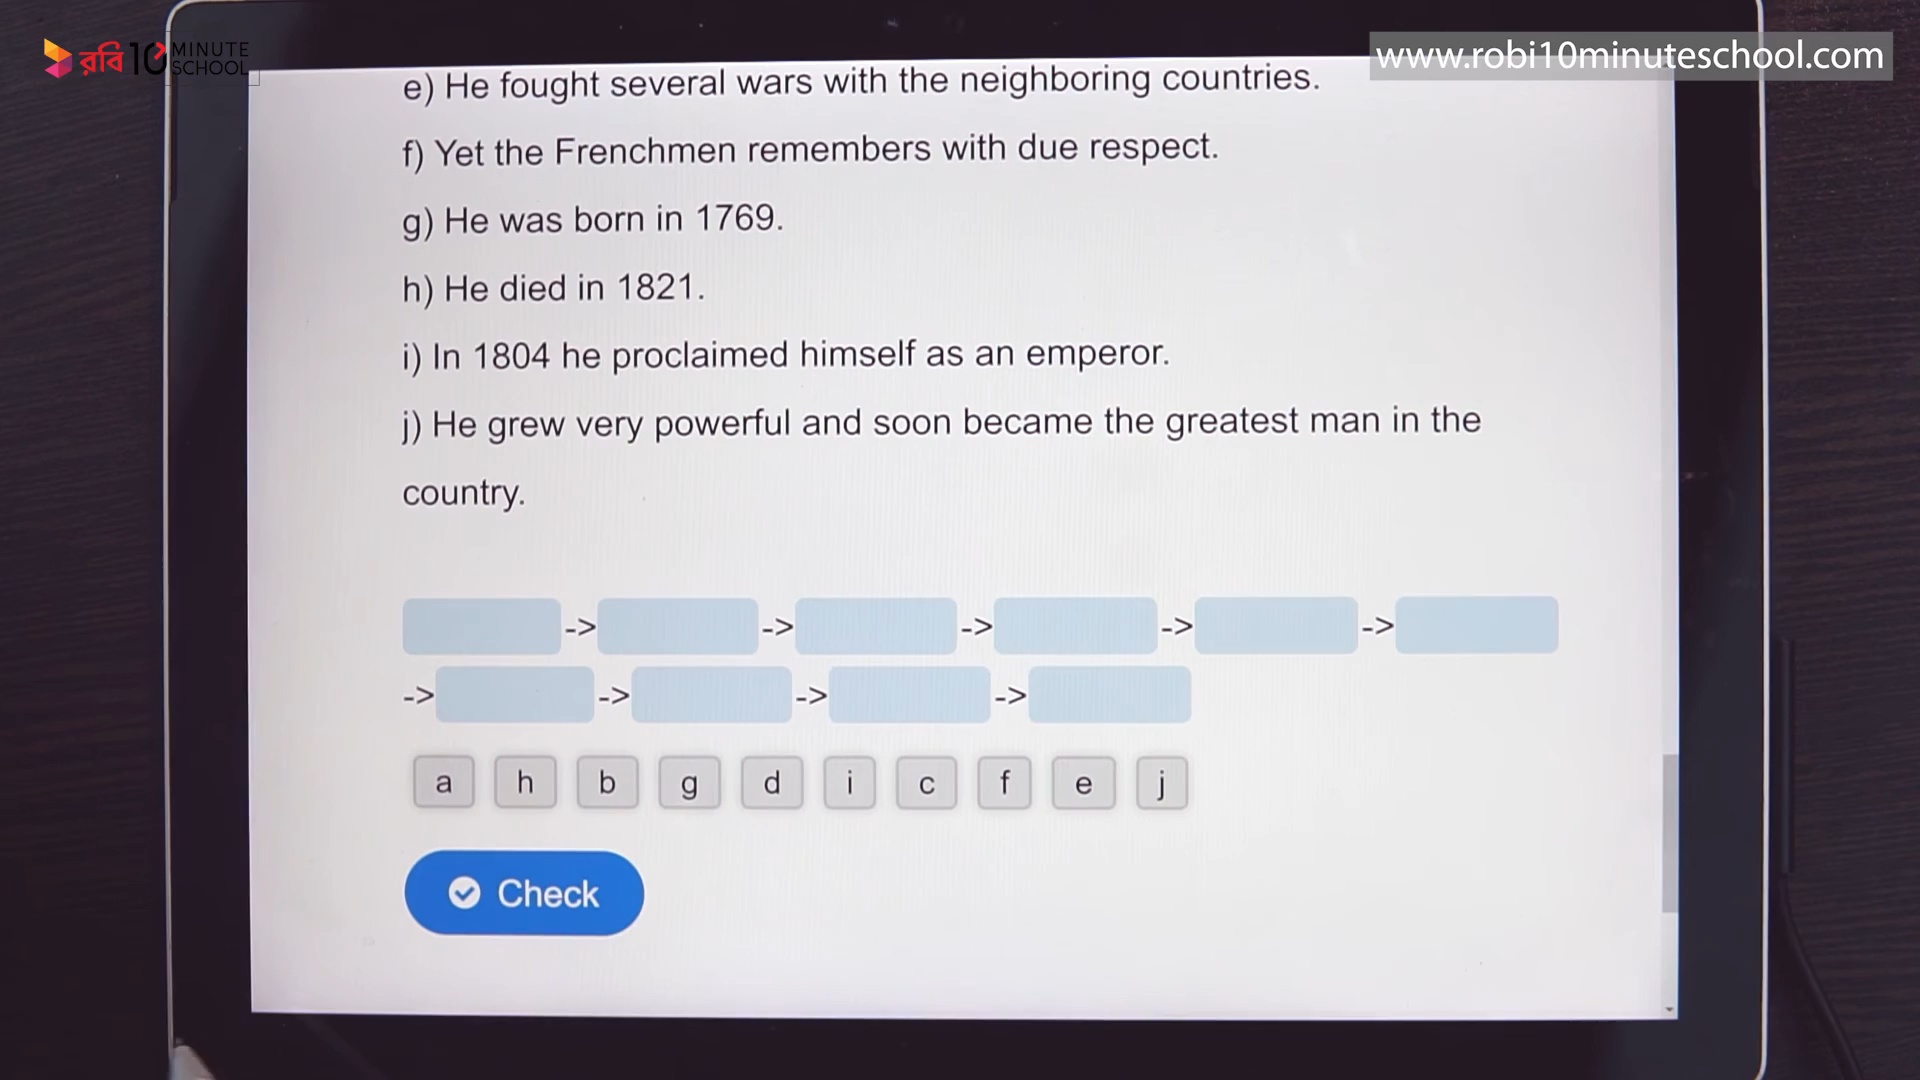 রবি 10 MINUTE SCHOOL
www.robi10minuteschool.com
e) He fought several wars with the neighboring countries.
f) Yet the Frenchmen remembers with due respect.
g) He was born in 1769.
h) He died in 1821.
i) In 1804 he proclaimed himself as an emperor.
j) He grew very powerful and soon became the greatest man in the
country.
-> -> -> -> ->
-> -> -> ->
a h b g d i c f e j
Check